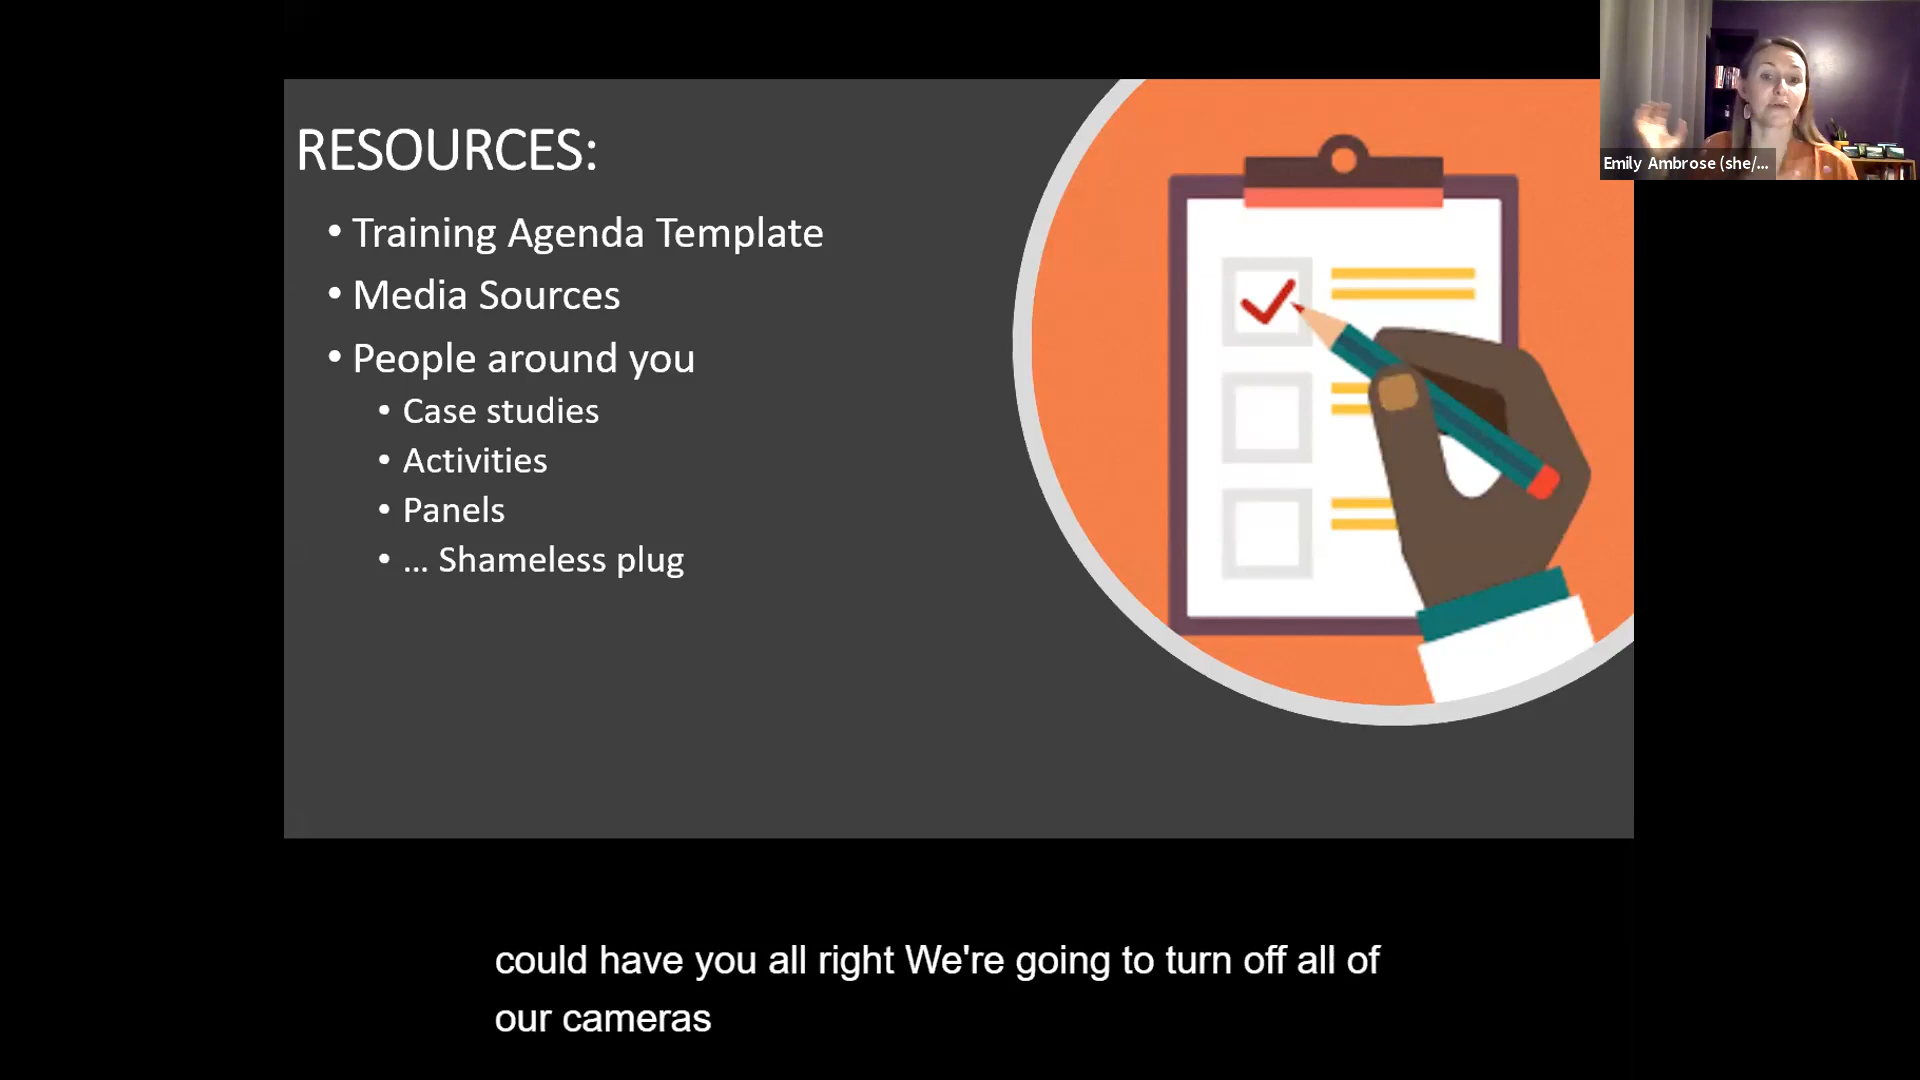 RESOURCES:
• Training Agenda Template
• Media Sources
• People around you
• Case studies
• Activities
• Panels
• ... Shameless plug
Emily Ambrose (she/...
could have you all right We're going to turn off all of
our cameras